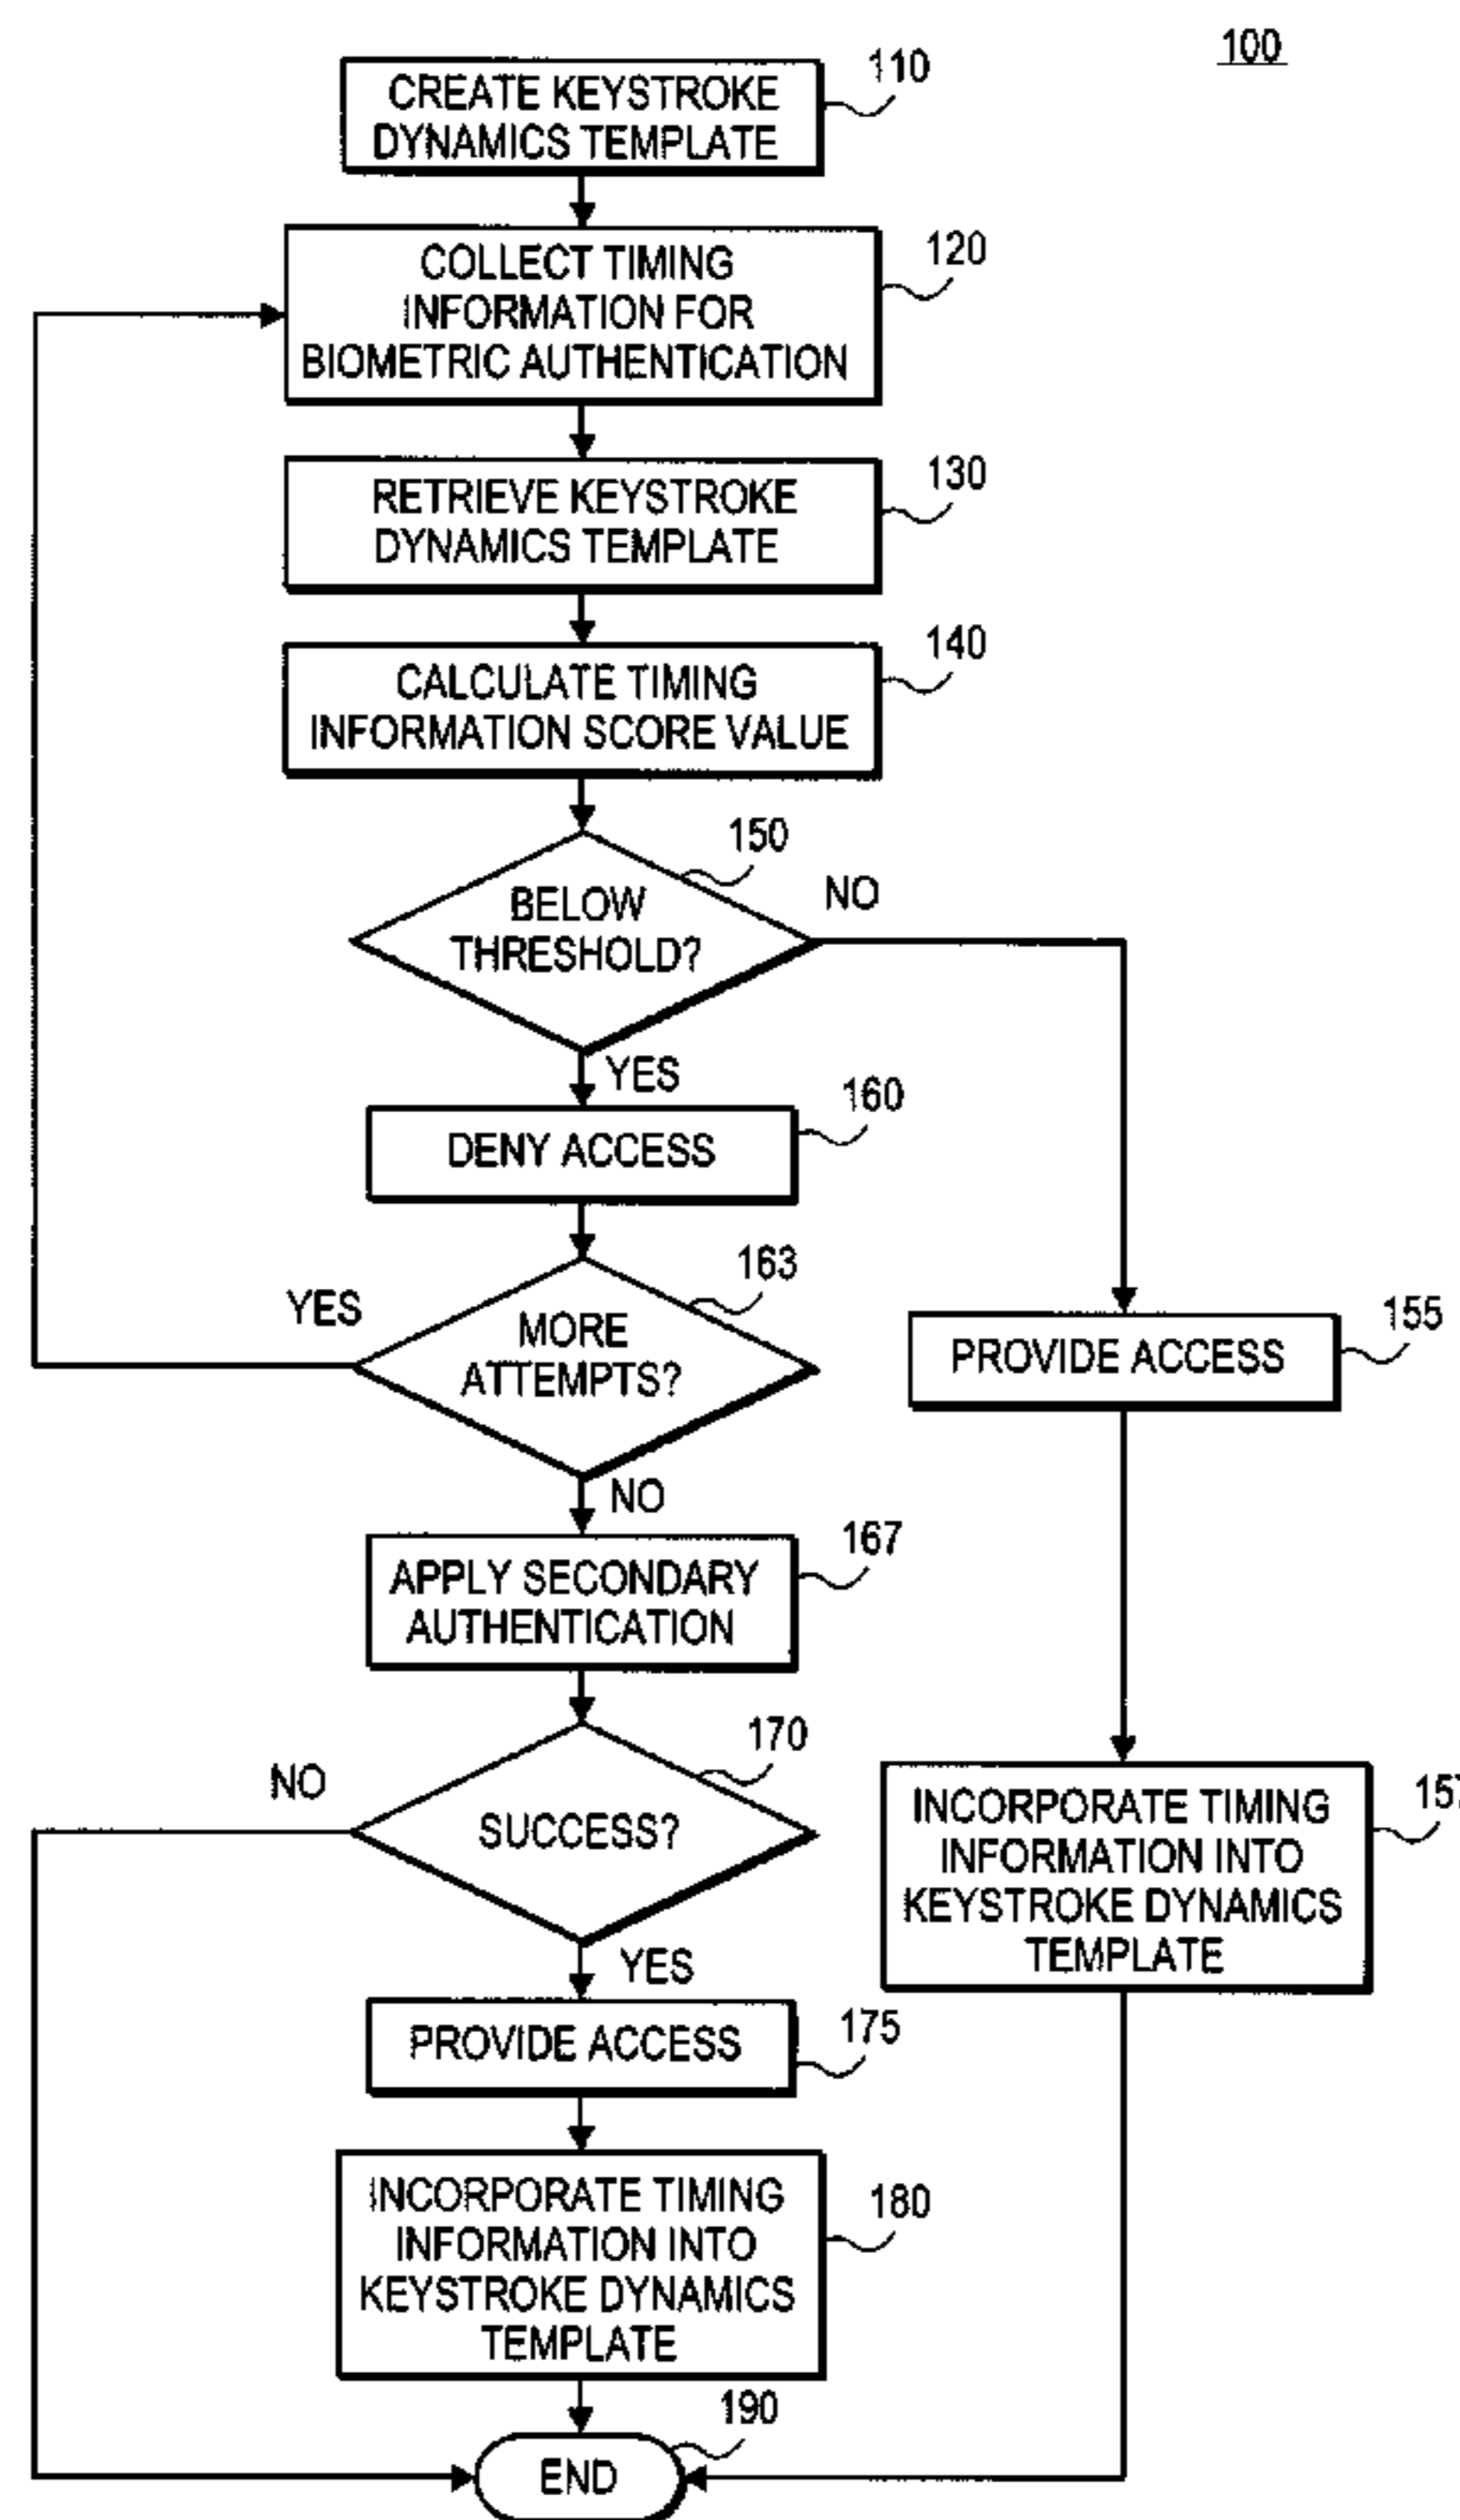 100
110
CREATE KEYSTROKE
DYNAMICS TEMPLATE
120
COLLECT TIMING
INFORMATION FOR
BIOMETRIC AUTHENTICATION
130
RETRIEVE KEYSTROKE
DYNAMICS TEMPLATE
140
CALCULATE TIMING
INFORMATION SCORE VALUE
150
NO
BELOW
THRESHOLD?
YES
160
DENY ACCESS
163
YES
MORE
ATTEMPTS?
155
PROVIDE ACCESS
NO
167
APPLY SECONDARY
AUTHENTICATION
170
NO
SUCCESS?
INCORPORATE TIMING
INFORMATION INTO
KEYSTROKE DYNAMICS
TEMPLATE
YES
175
PROVIDE ACCESS
180
INCORPORATE TIMING
INFORMATION INTO
KEYSTROKE DYNAMICS
TEMPLATE
190
END